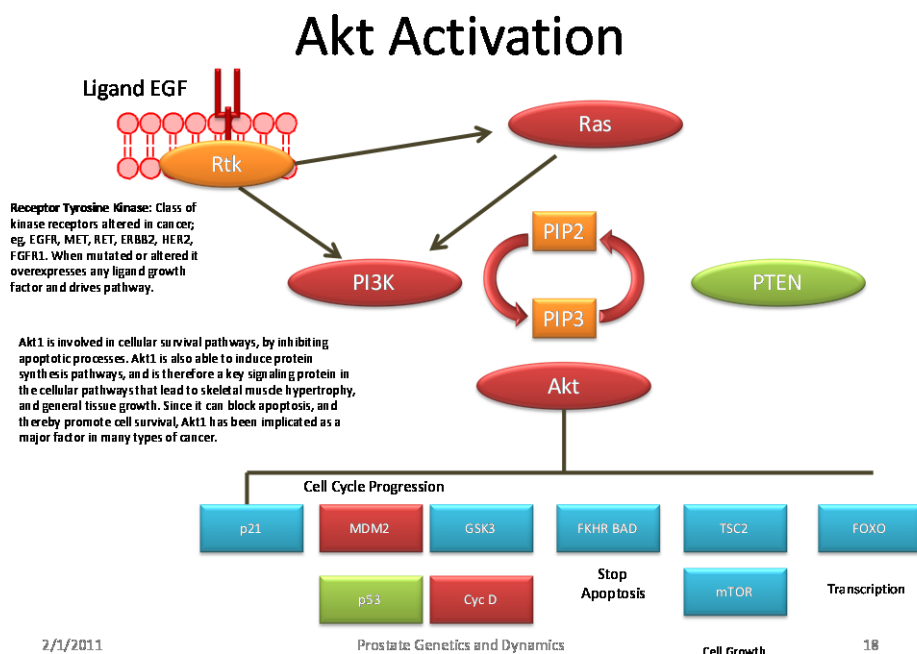 Akt Activation
Ligand EGF
Ras
Rtk
Receptor Tyrosine Kinase: Class of
kinase receptors altered in cancer;
eg, EGFR, MET, RET, ERBB2, HER2,
FGFR1. When mutated or altered it
overexpresses any ligand growth
factor and drives pathway.
PIP2
PI3K
PTEN
PIP3
Akt1 is involved in cellular survival pathways, by inhibiting
apoptotic processes. Akt1 is also able to induce protein
synthesis pathways, and is therefore a key signaling protein in
the cellular pathways that lead to skeletal muscle hypertrophy,
and general tissue growth. Since it can block apoptosis, and
thereby promote cell survival, Akt1 has been implicated as a
major factor in many types of cancer.
Akt
Cell Cycle Progression
p21
MDM2
GSK3
FKHR BAD
TSC2
FOXO
Stop
Apoptosis
Transcription
p53
Cyc D
mTOR
Cell Growth
2/1/2011
Prostate Genetics and Dynamics
18